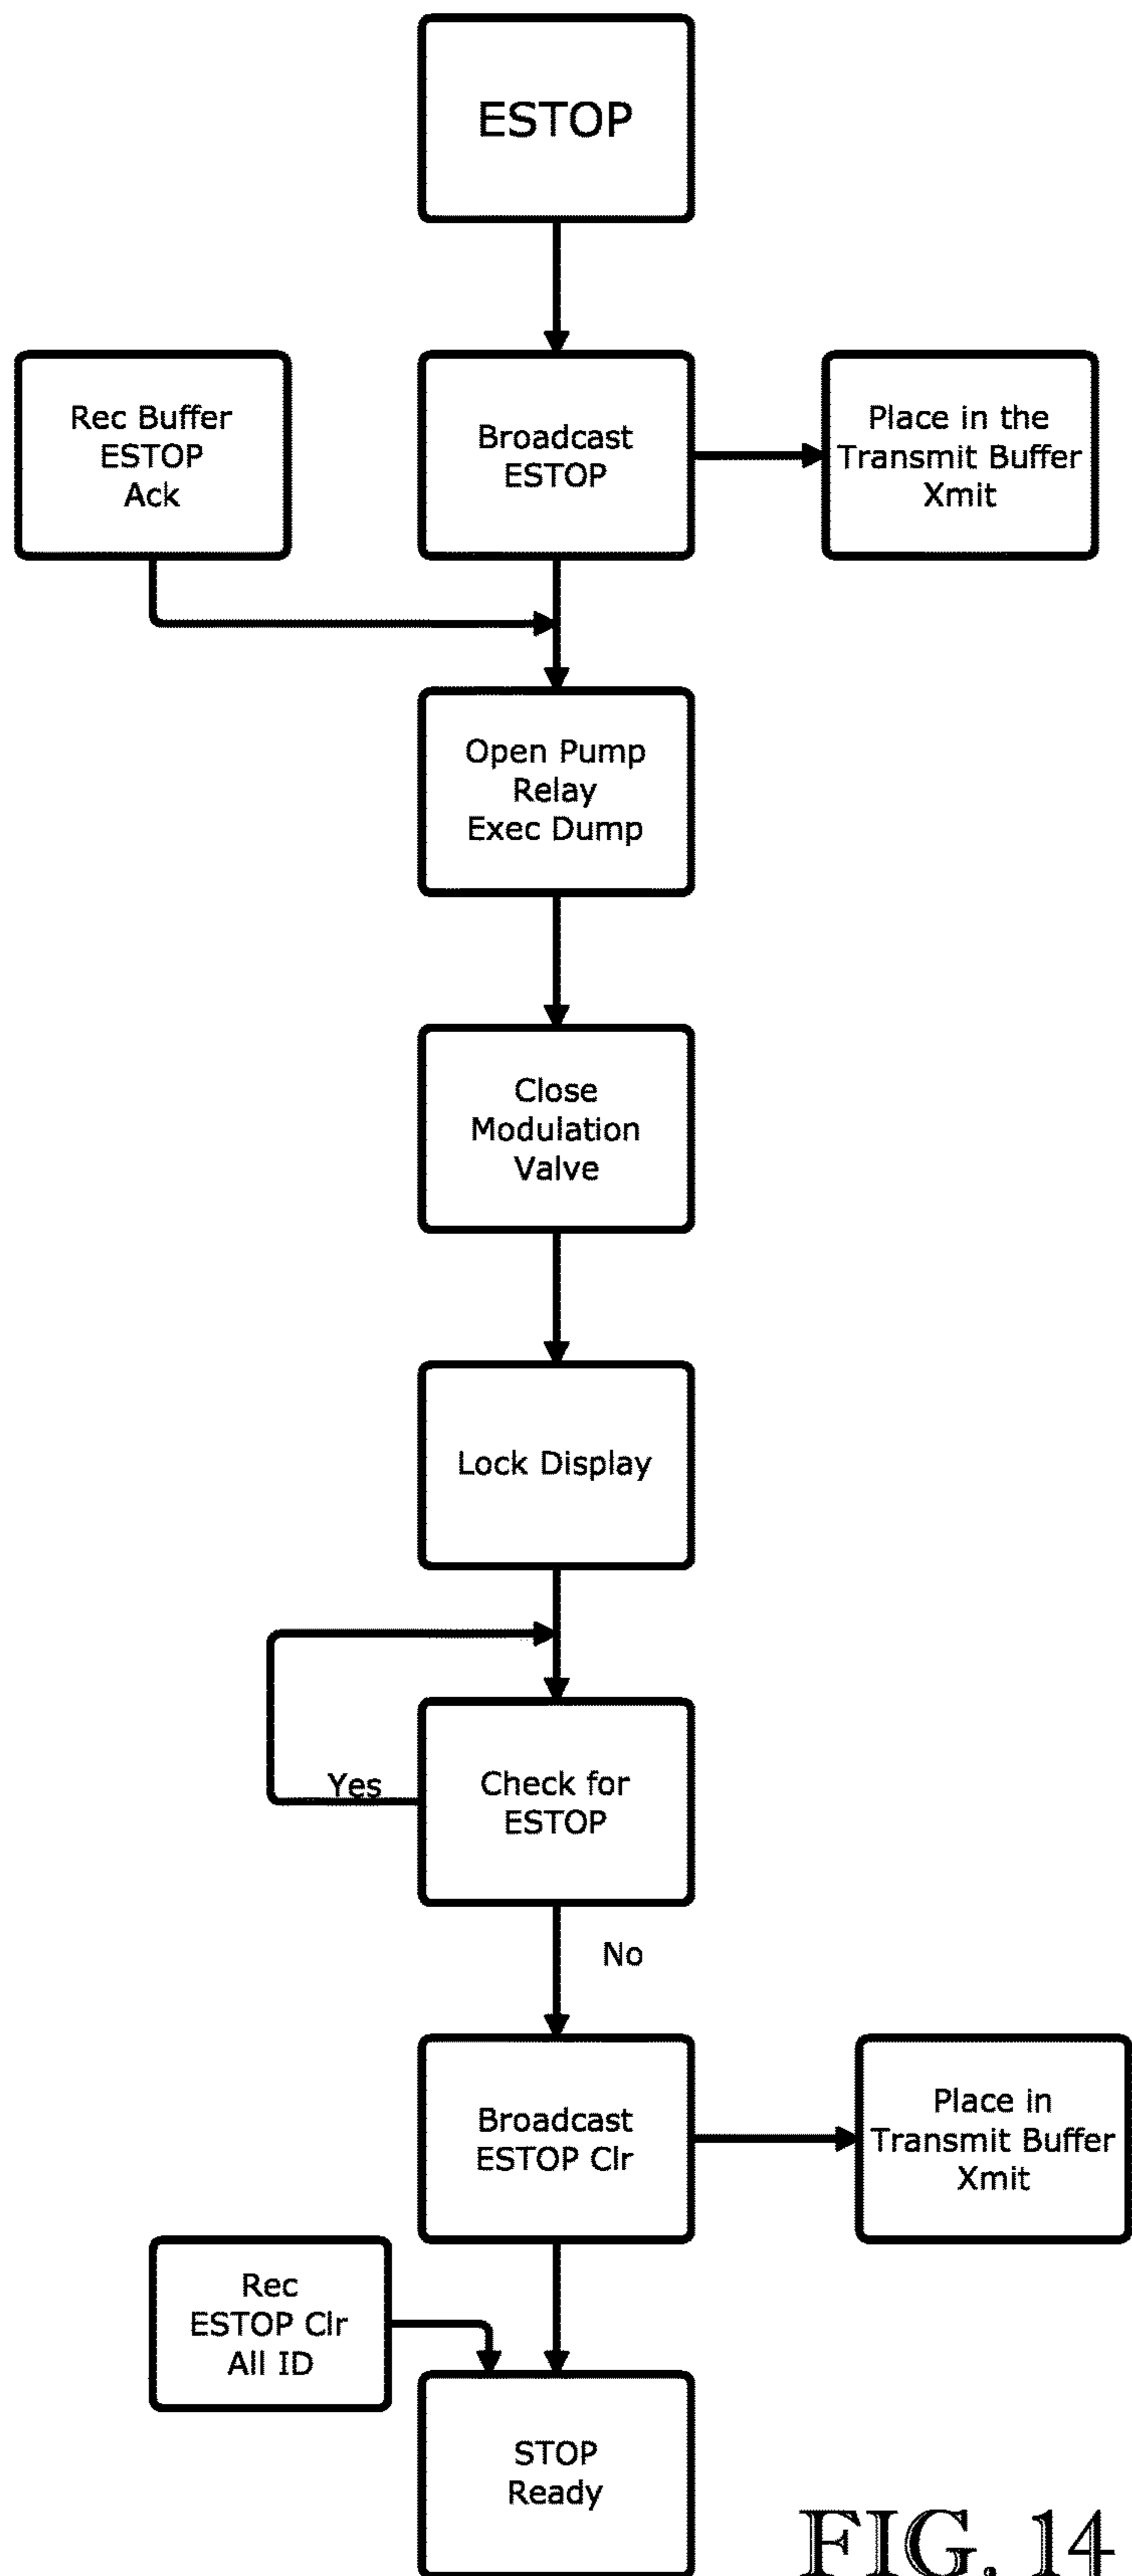 ESTOP
Rec Buffer
ESTOP
Ack
Broadcast
ESTOP
Place in the
Transmit Buffer
Xmit
Open Pump
Relay
Exec Dump
Close
Modulation
Valve
Lock Display
Yes
Check for
ESTOP
No
Broadcast
ESTOP Clr
Place in
Transmit Buffer
Xmit
Rec
ESTOP Clr
All ID
STOP
Ready
FIG. 14